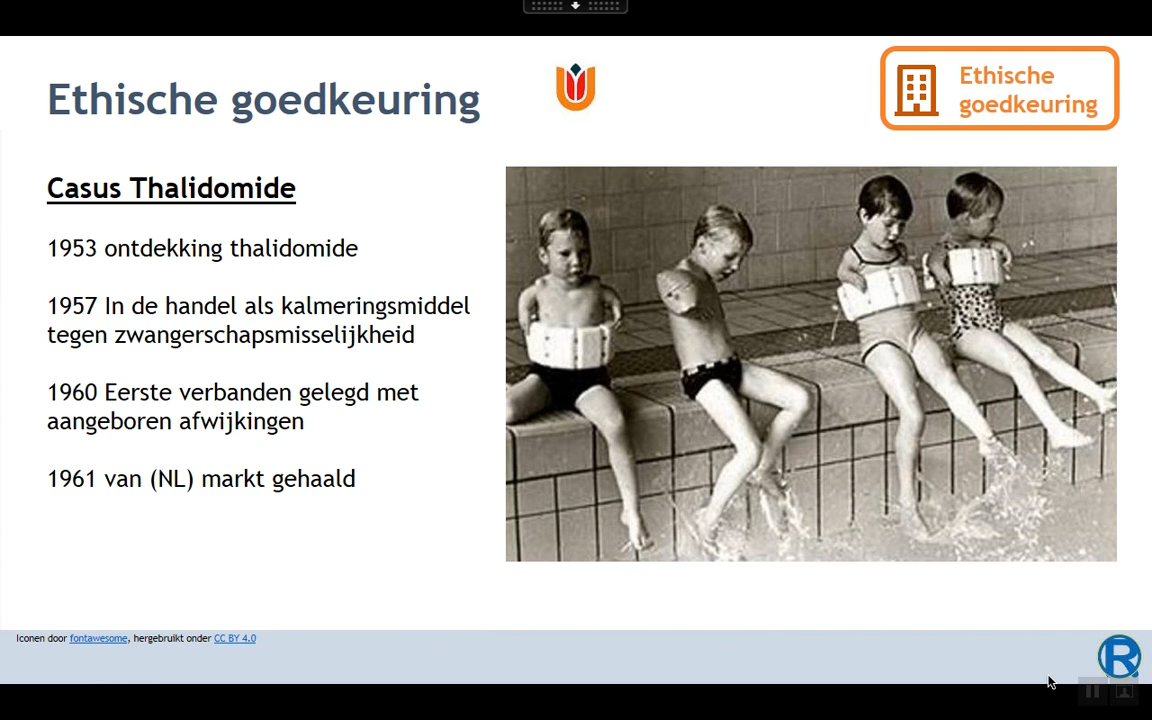 Ethische goedkeuring
Ethische
goedkeuring
Casus Thalidomide
1953 ontdekking thalidomide
1957 In de handel als kalmeringsmiddel
tegen zwangerschapsmisselijkheid
1960 Eerste verbanden gelegd met
aangeboren afwijkingen
1961 van (NL) markt gehaald
Iconen door fontawesome, hergebruikt onder CC BY 4.0
R